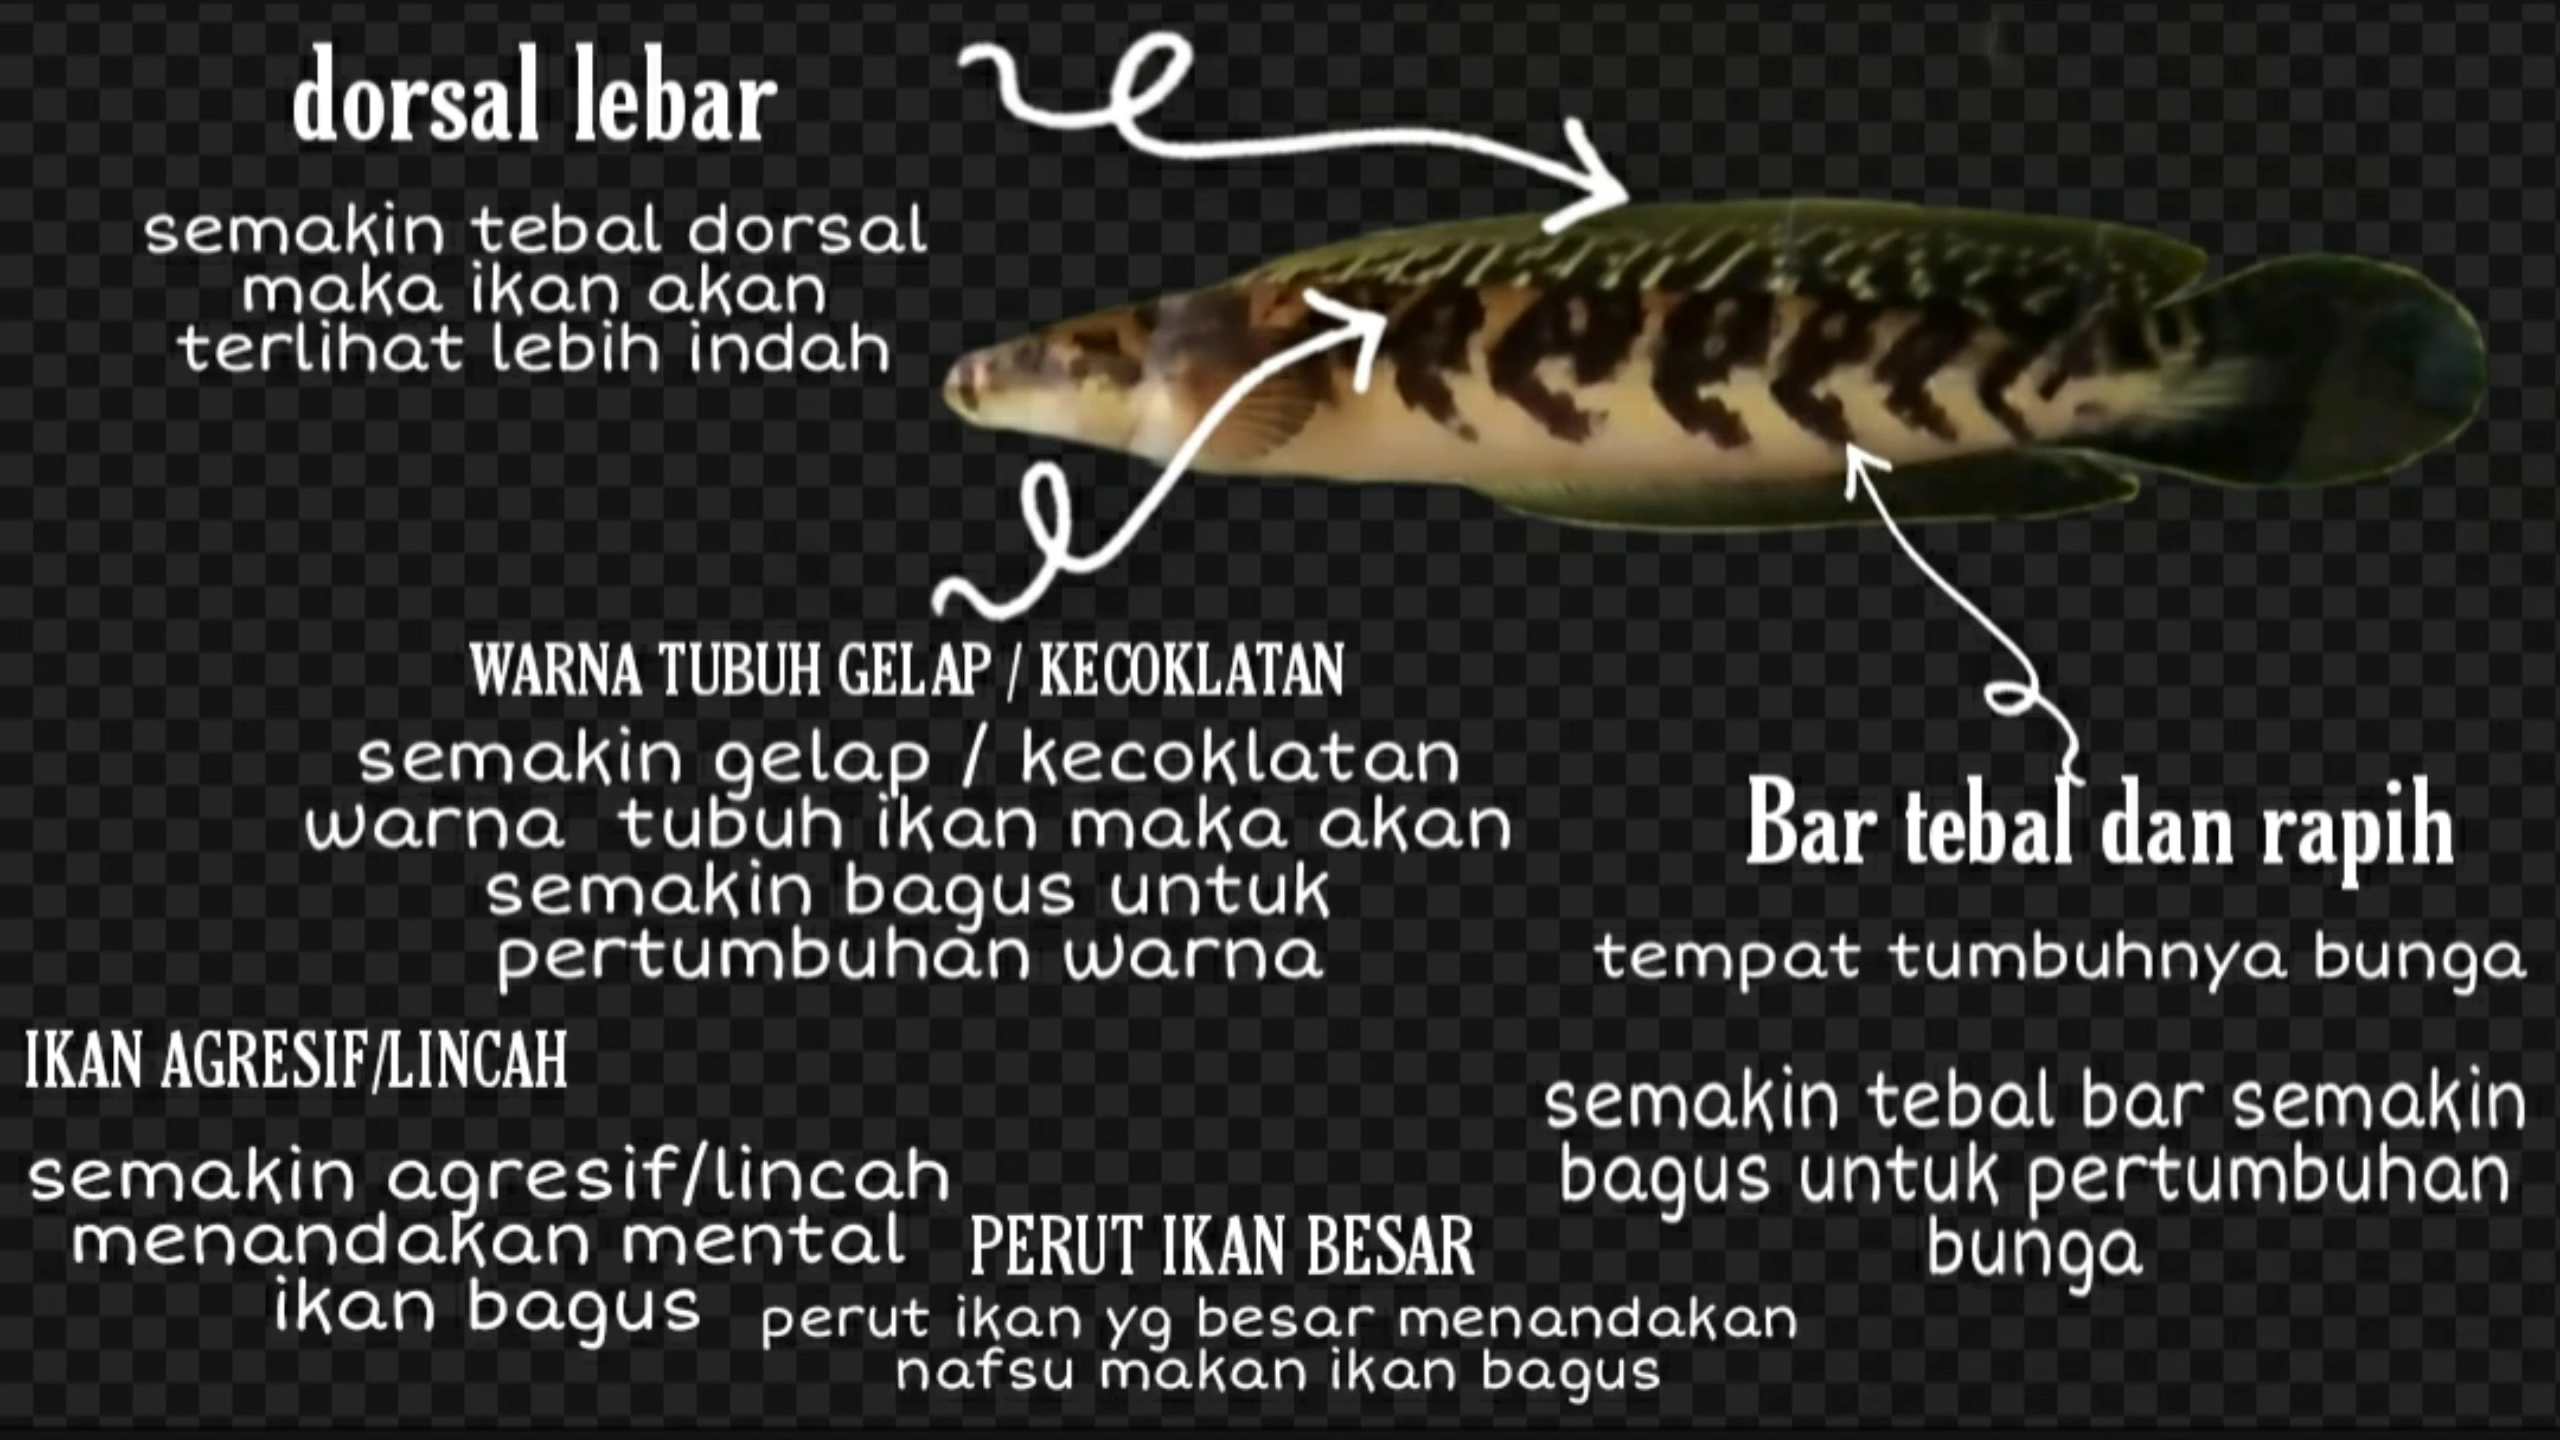 dorsal lebar
semakin tebal dorsal
maka ikan akan
terlihat lebih indah
WARNA TUBUH GELAP / KECOKLATAN
semakin gelap / kecoklatan
warna tubuh ikan maka akan
semakin bagus untuk
pertumbuhan warna
Bar tebal dan rapih
tempat tumbuhnya bunga
semakin tebal bar semakin
bagus untuk pertumbuhan
bunga
IKAN AGRESIF/LINCAH
semakin agresif/lincah
menandakan mental
ikan bagus
PERUT IKAN BESAR
perut ikan yg besar menandakan
nafsu makan ikan bagus